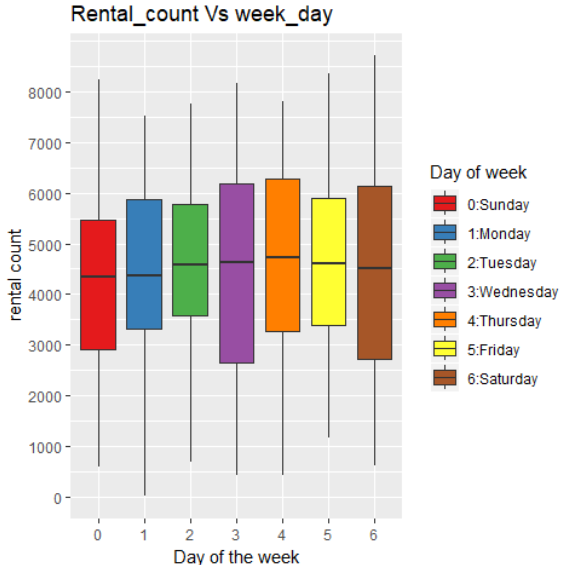 Rental_count Vs week_day
rental count
8000
7000
6000
5000
4000
3000
2000
1000
0
0 1 2 3 4 5 6
Day of the week
Day of week
0:Sunday
1:Monday
2:Tuesday
3:Wednesday
4:Thursday
5:Friday
6:Saturday